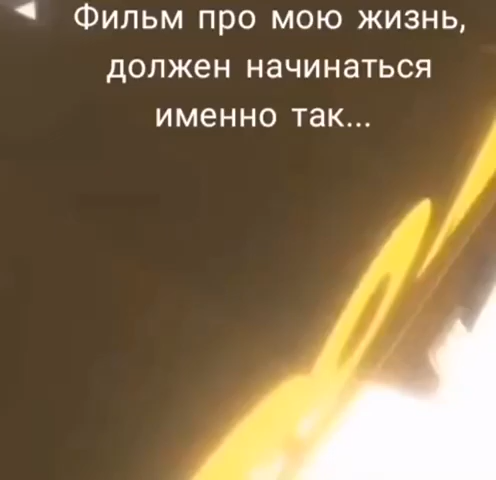 Фильм про мою жизнь,
должен начинаться
именно так...